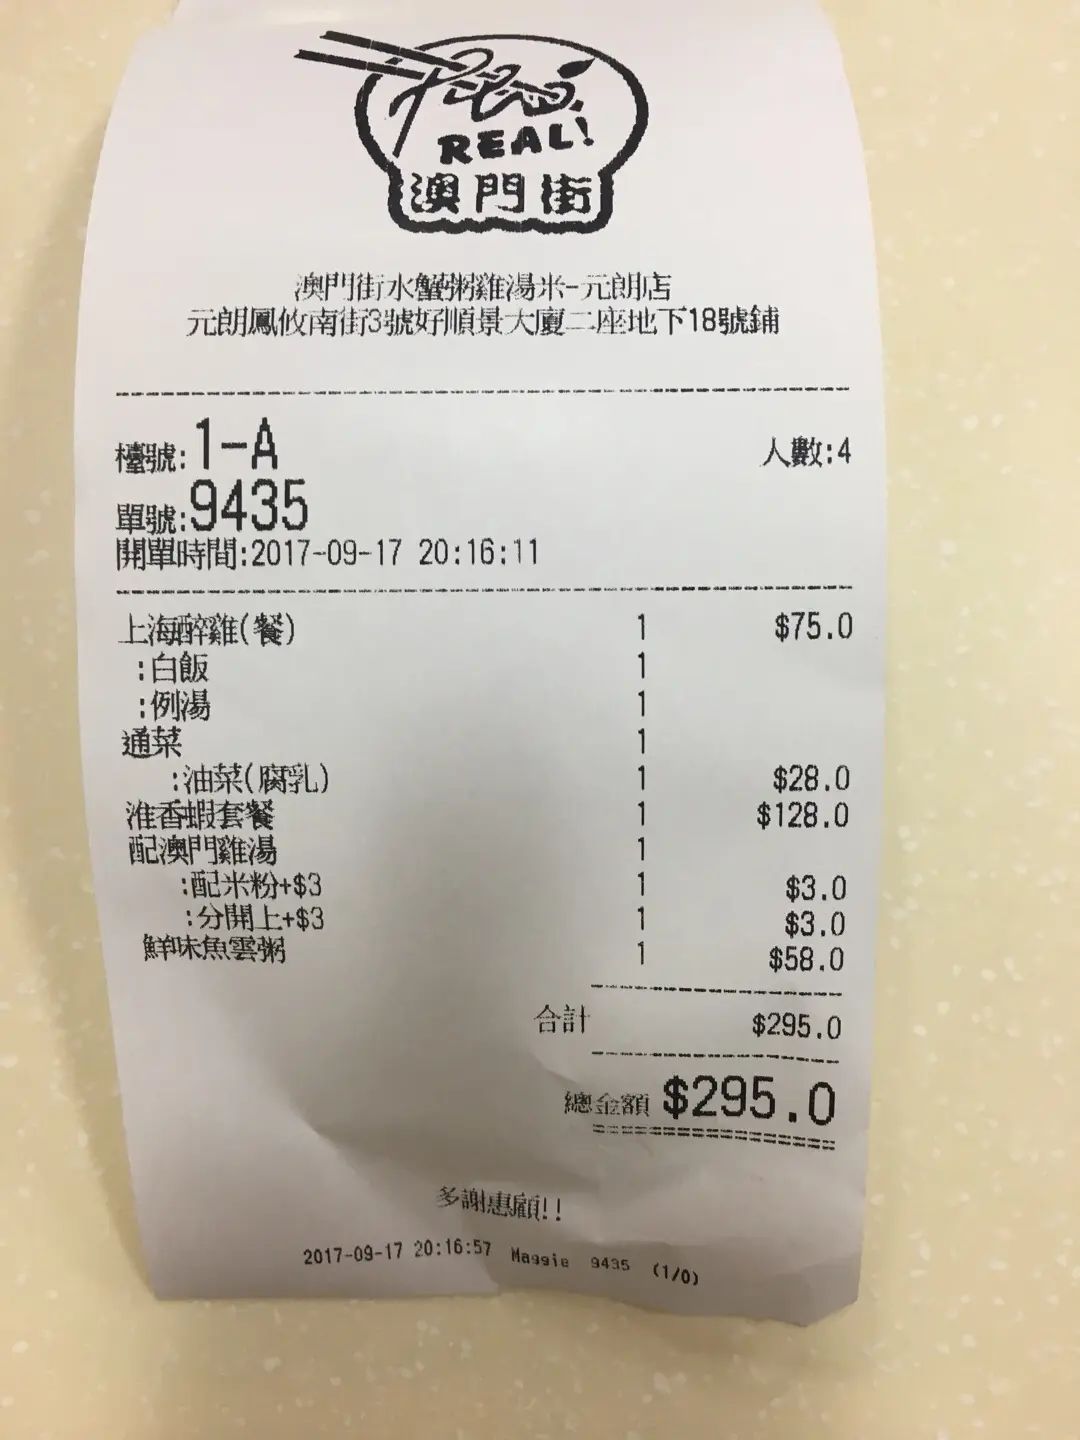 REAL!
澳門街
澳門街水蟹粥雞湯米-元朗店
元朗鳳攸南街3號好順景大廈二座地下18號鋪
檯號:1-A 人數:4
單號:9435
開單時間:2017-09-17 20:16:11
上海醉雞(餐) 1 $75.0
:白飯 1
:例湯 1
通菜 1
:油菜(腐乳) 1 $28.0
淮香蝦套餐 1 $128.0
配澳門雞湯 1
:配米粉+$3 1 $3.0
:分開上+$3 1 $3.0
鮮味魚雲粥 1 $58.0
合計 $295.0
總金額 $295.0
多謝惠顧!!
2017-09-17 20:16:57 Maggie 9435 (1/0)